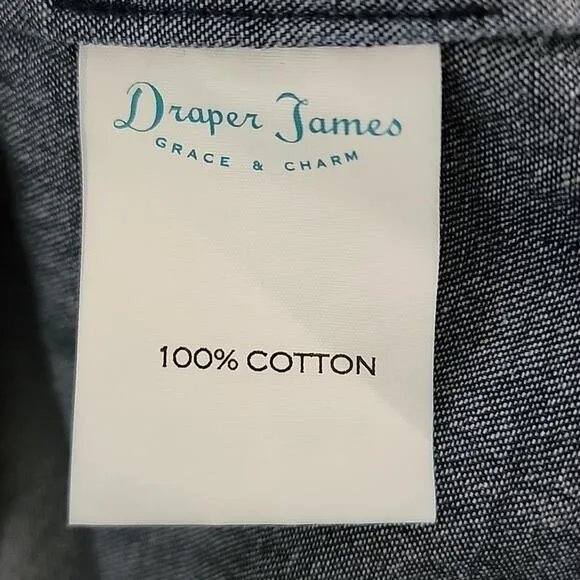 Draper James
GRACE & CHARM
100% COTTON